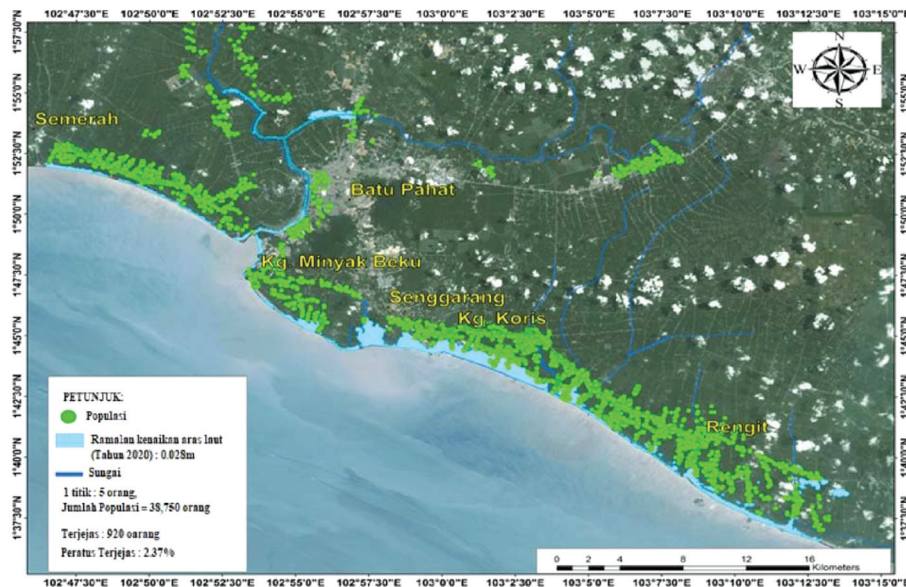 102°47'30"E 102°50'0"E 102°52'30"E 102°55'0"E 102°57'30"E 103°0'0"E 103°2'30"E 103°5'0"E 103°7'30"E 103°10'0"E 103°12'30"E 103°15'0"E
N
W E
S
1°55'0"N
Semerah
1°52'30"N
Batu Pahat
1°50'0"N
Kg. Minyak Beku
1°47'30"N
Senggarang
Kg. Koris
1°45'0"N
1°42'30"N
Rengit
1°40'0"N
1°37'30"N
PETUNJUK:
Populasi
Ramalan kenaikan aras laut
(Tahun 2020) : 0.028m
Sungai
1 titik : 5 orang,
Jumlah Populasi = 38,750 orang
Terjejas : 920 oarang
Peratus Terjejas : 2.37%
0 2 4 8 12 16
Kilometers
102°47'30"E 102°50'0"E 102°52'30"E 102°55'0"E 102°57'30"E 103°0'0"E 103°2'30"E 103°5'0"E 103°7'30"E 103°10'0"E 103°12'30"E 103°15'0"E